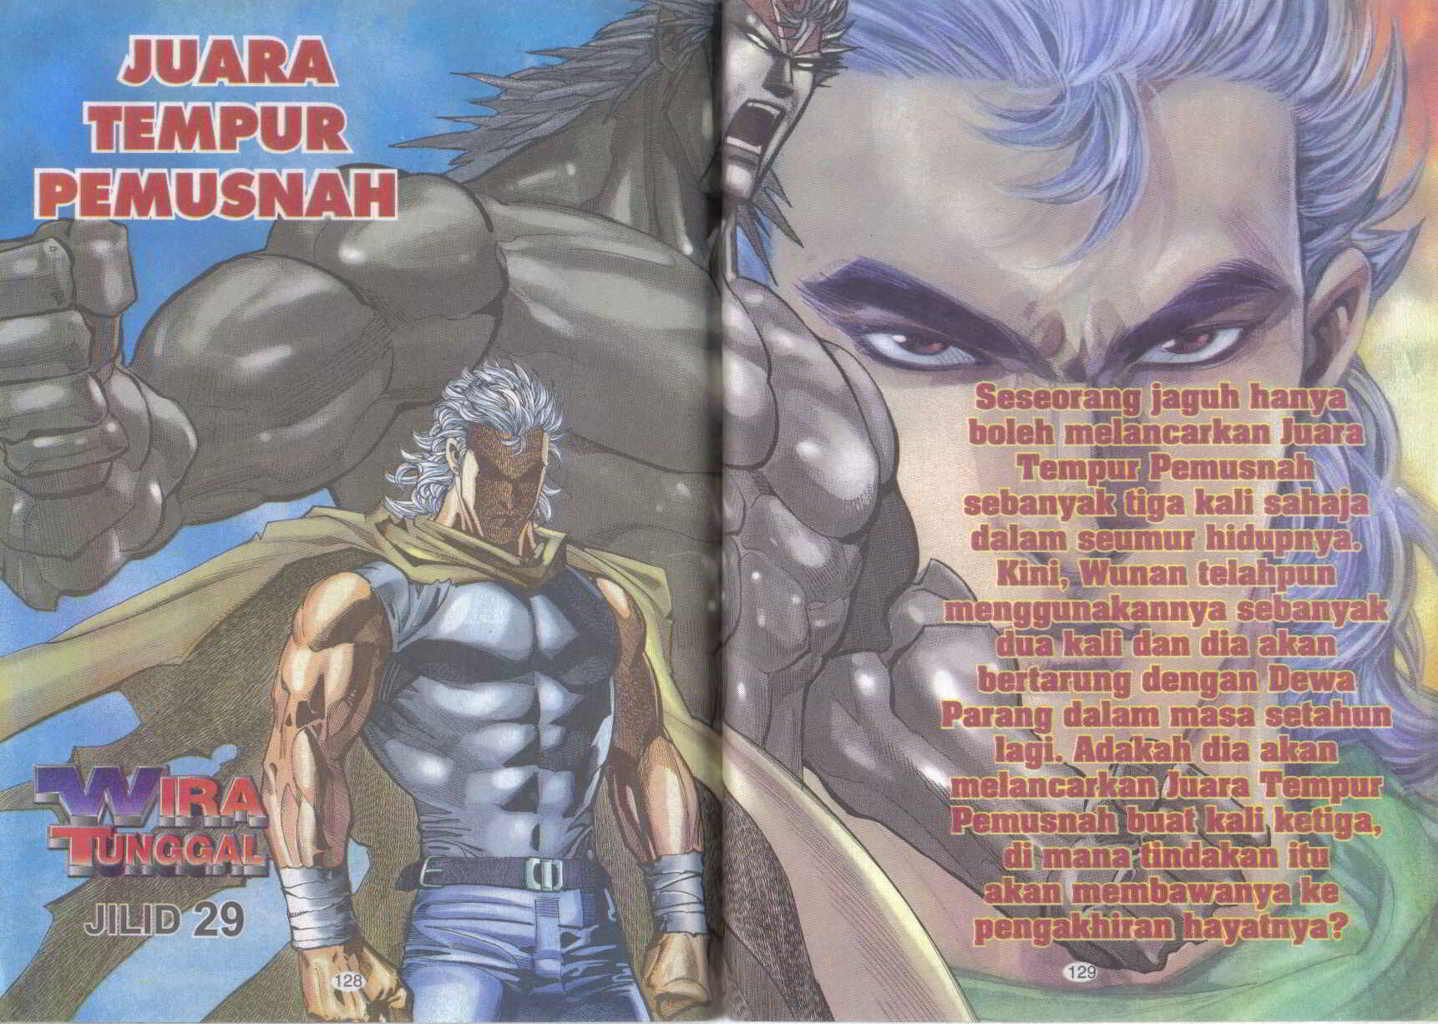 JUARA
TEMPUR
PEMUSNAH
WIRA
TUNGGAL
JILID 29
128
Seseorang jaguh hanya
boleh melancarkan Juara
Tempur Pemusnah
sebanyak tiga kali sahaja
dalam seumur hidupnya.
Kini, Wunan telahpun
menggunakannya sebanyak
dua kali dan dia akan
bertarung dengan Dewa
Parang dalam masa setahun
lagi. Adakah dia akan
melancarkan Juara Tempur
Pemusnah buat kali ketiga,
di mana tindakan itu
akan membawanya ke
pengakhiran hayatnya?
129